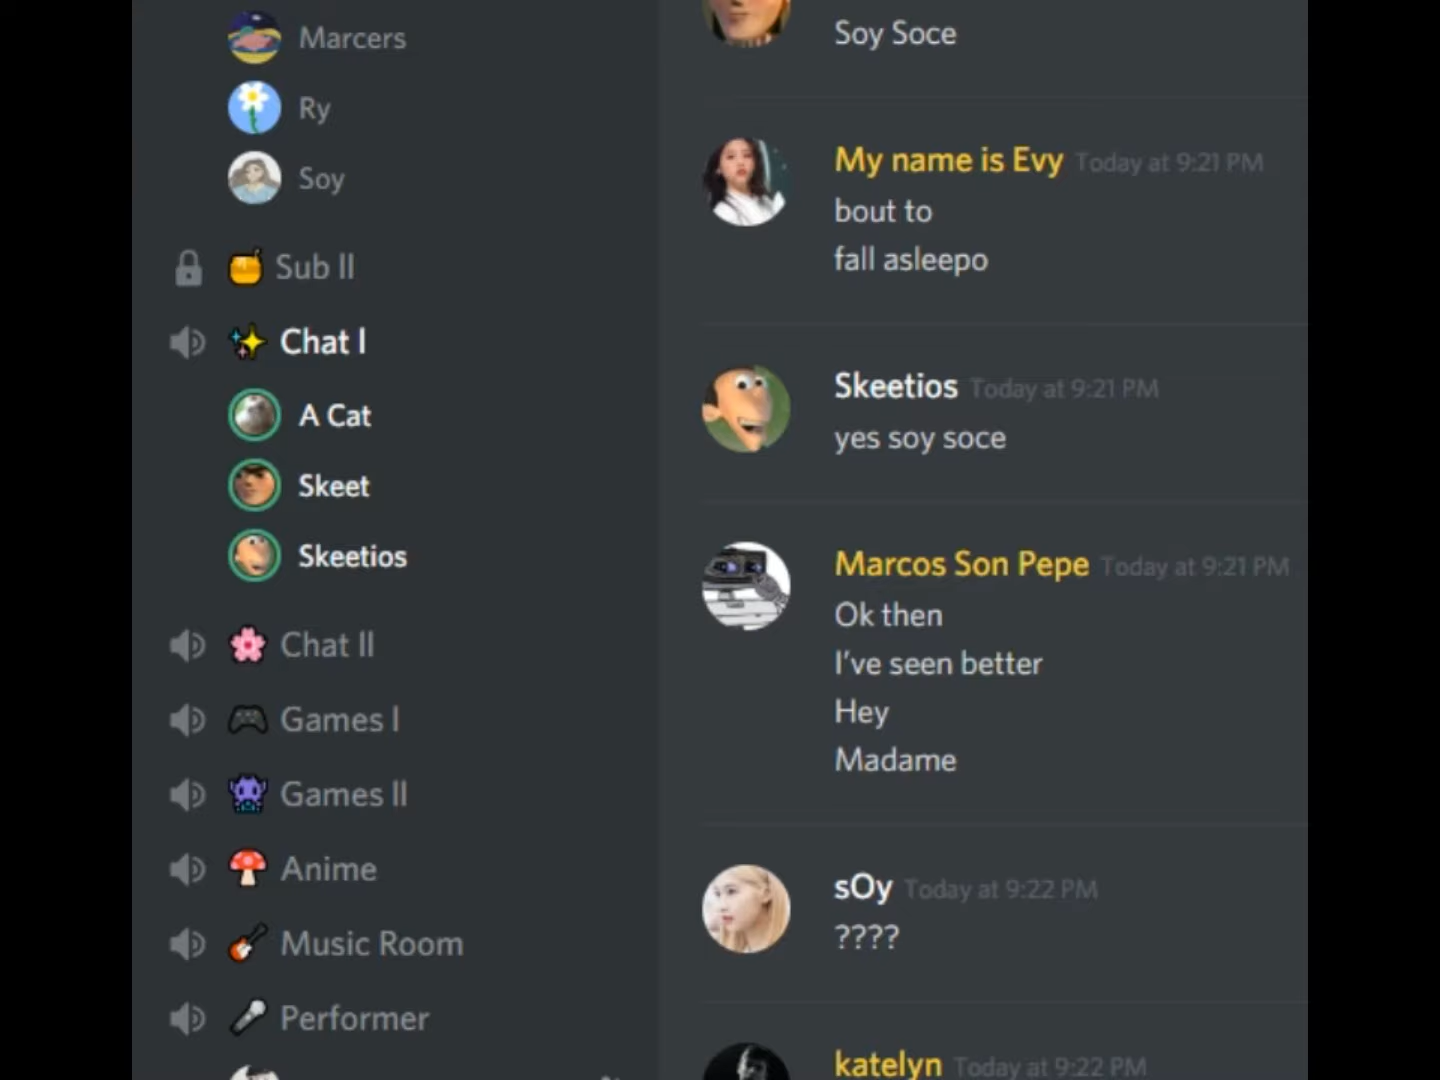 Marcers
Ry
Soy
Sub II
Chat I
A Cat
Skeet
Skeetios
Chat II
Games I
Games II
Anime
Music Room
Performer
Soy Soce
My name is Evy Today at 9:21 PM
bout to
fall asleepo
Skeetios Today at 9:21 PM
yes soy soce
Marcos Son Pepe Today at 9:21 PM
Ok then
I've seen better
Hey
Madame
sOy Today at 9:22 PM
????
katelyn Today at 9:22 PM